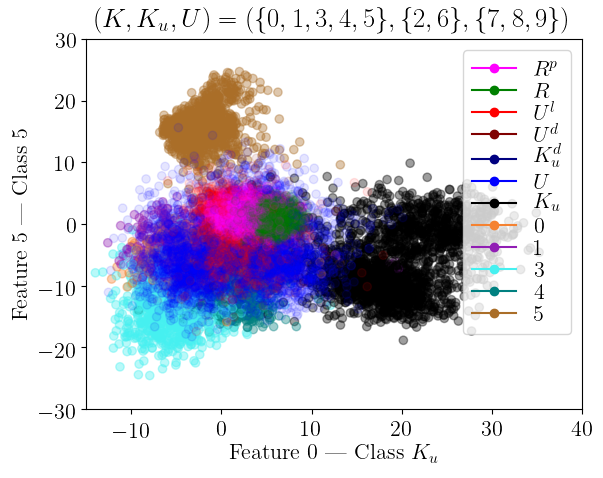 (K, K_u, U) = ({0, 1, 3, 4, 5}, {2, 6}, {7, 8, 9})
30
20
10
0
−10
−20
−30
Feature 5 — Class 5
R^p
R
U^l
U^d
K_u^d
U
K_u
0
1
3
4
5
−10
0
10
20
30
40
Feature 0 — Class K_u